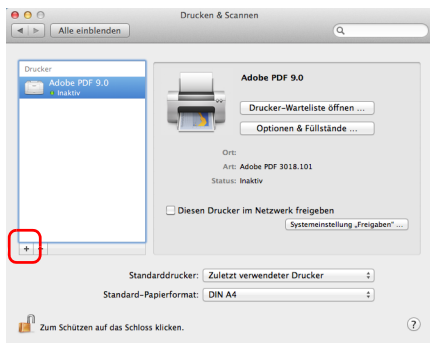 Drucken & Scannen
Alle einblenden
Drucker
Adobe PDF 9.0
Inaktiv
Adobe PDF 9.0
Drucker-Warteliste öffnen ...
Optionen & Füllstände ...
Ort:
Art: Adobe PDF 3018.101
Status: Inaktiv
Diesen Drucker im Netzwerk freigeben
Systemeinstellung „Freigaben“ ...
+ −
Standarddrucker: Zuletzt verwendeter Drucker
Standard-Papierformat: DIN A4
Zum Schützen auf das Schloss klicken.
?